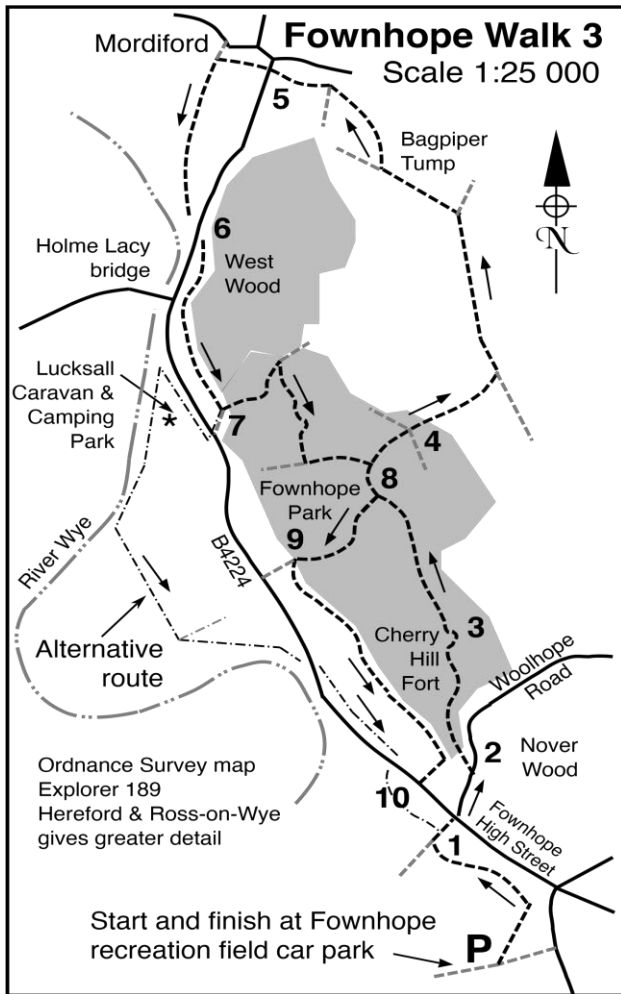 Fownhope Walk 3
Scale 1:25 000
Mordiford
5
Bagpiper
Tump
N
6
West
Wood
Holme Lacy
bridge
Lucksall
Caravan &
Camping
Park
*
7
4
8
Fownhope
Park
9
River Wye
B4224
Alternative
route
3
Cherry
Hill
Fort
Woolhope
Road
2
Nover
Wood
Ordnance Survey map
Explorer 189
Hereford & Ross-on-Wye
gives greater detail
10
Fownhope
High Street
1
Start and finish at Fownhope
recreation field car park
P